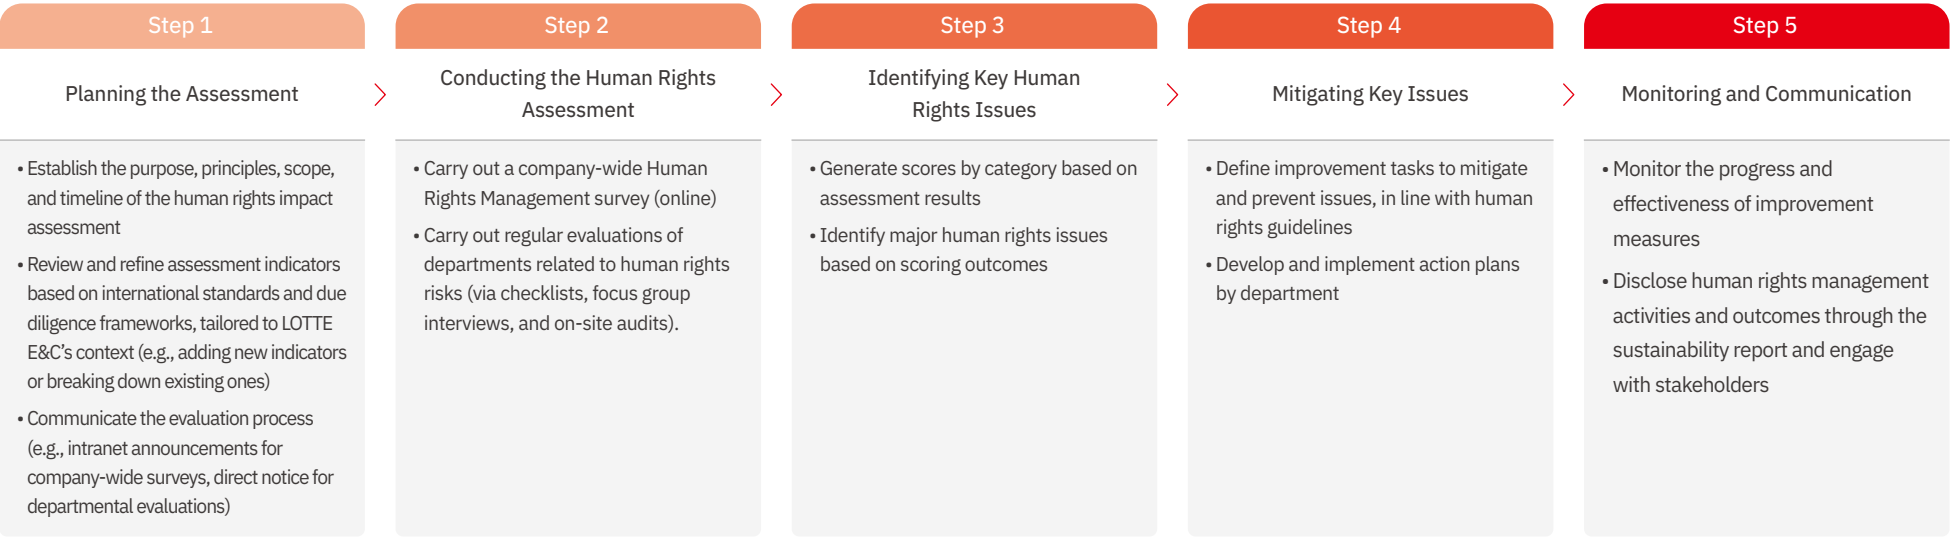 Step 1
Planning the Assessment
• Establish the purpose, principles, scope,
and timeline of the human rights impact
assessment
• Review and refine assessment indicators
based on international standards and due
diligence frameworks, tailored to LOTTE
E&C’s context (e.g., adding new indicators
or breaking down existing ones)
• Communicate the evaluation process
(e.g., intranet announcements for
company-wide surveys, direct notice for
departmental evaluations)
Step 2
Conducting the Human Rights
Assessment
• Carry out a company-wide Human
Rights Management survey (online)
• Carry out regular evaluations of
departments related to human rights
risks (via checklists, focus group
interviews, and on-site audits).
Step 3
Identifying Key Human
Rights Issues
• Generate scores by category based on
assessment results
• Identify major human rights issues
based on scoring outcomes
Step 4
Mitigating Key Issues
• Define improvement tasks to mitigate
and prevent issues, in line with human
rights guidelines
• Develop and implement action plans
by department
Step 5
Monitoring and Communication
• Monitor the progress and
effectiveness of improvement
measures
• Disclose human rights management
activities and outcomes through the
sustainability report and engage
with stakeholders